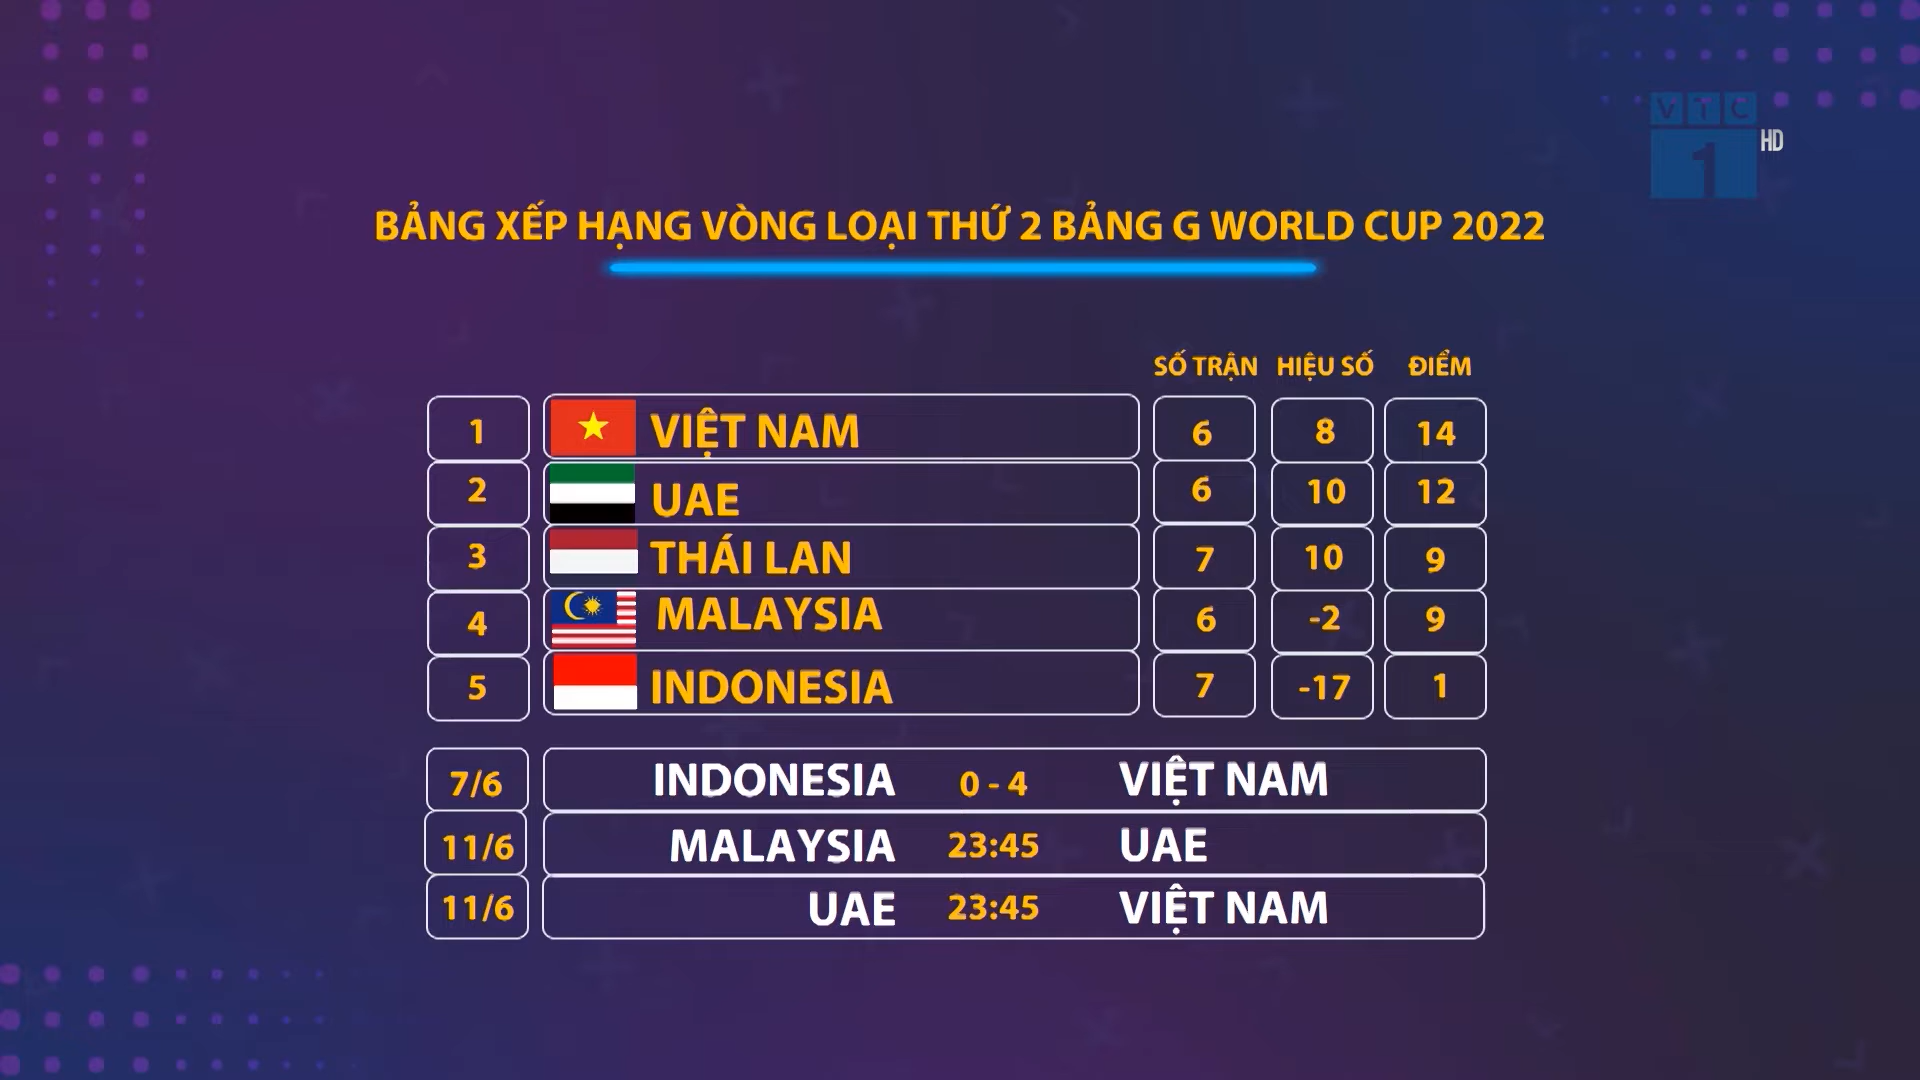 VTC
1 HD
BẢNG XẾP HẠNG VÒNG LOẠI THỨ 2 BẢNG G WORLD CUP 2022
SỐ TRẬN HIỆU SỐ ĐIỂM
1 VIỆT NAM 6 8 14
2 UAE 6 10 12
3 THÁI LAN 7 10 9
4 MALAYSIA 6 -2 9
5 INDONESIA 7 -17 1
7/6 INDONESIA 0 - 4 VIỆT NAM
11/6 MALAYSIA 23:45 UAE
11/6 UAE 23:45 VIỆT NAM